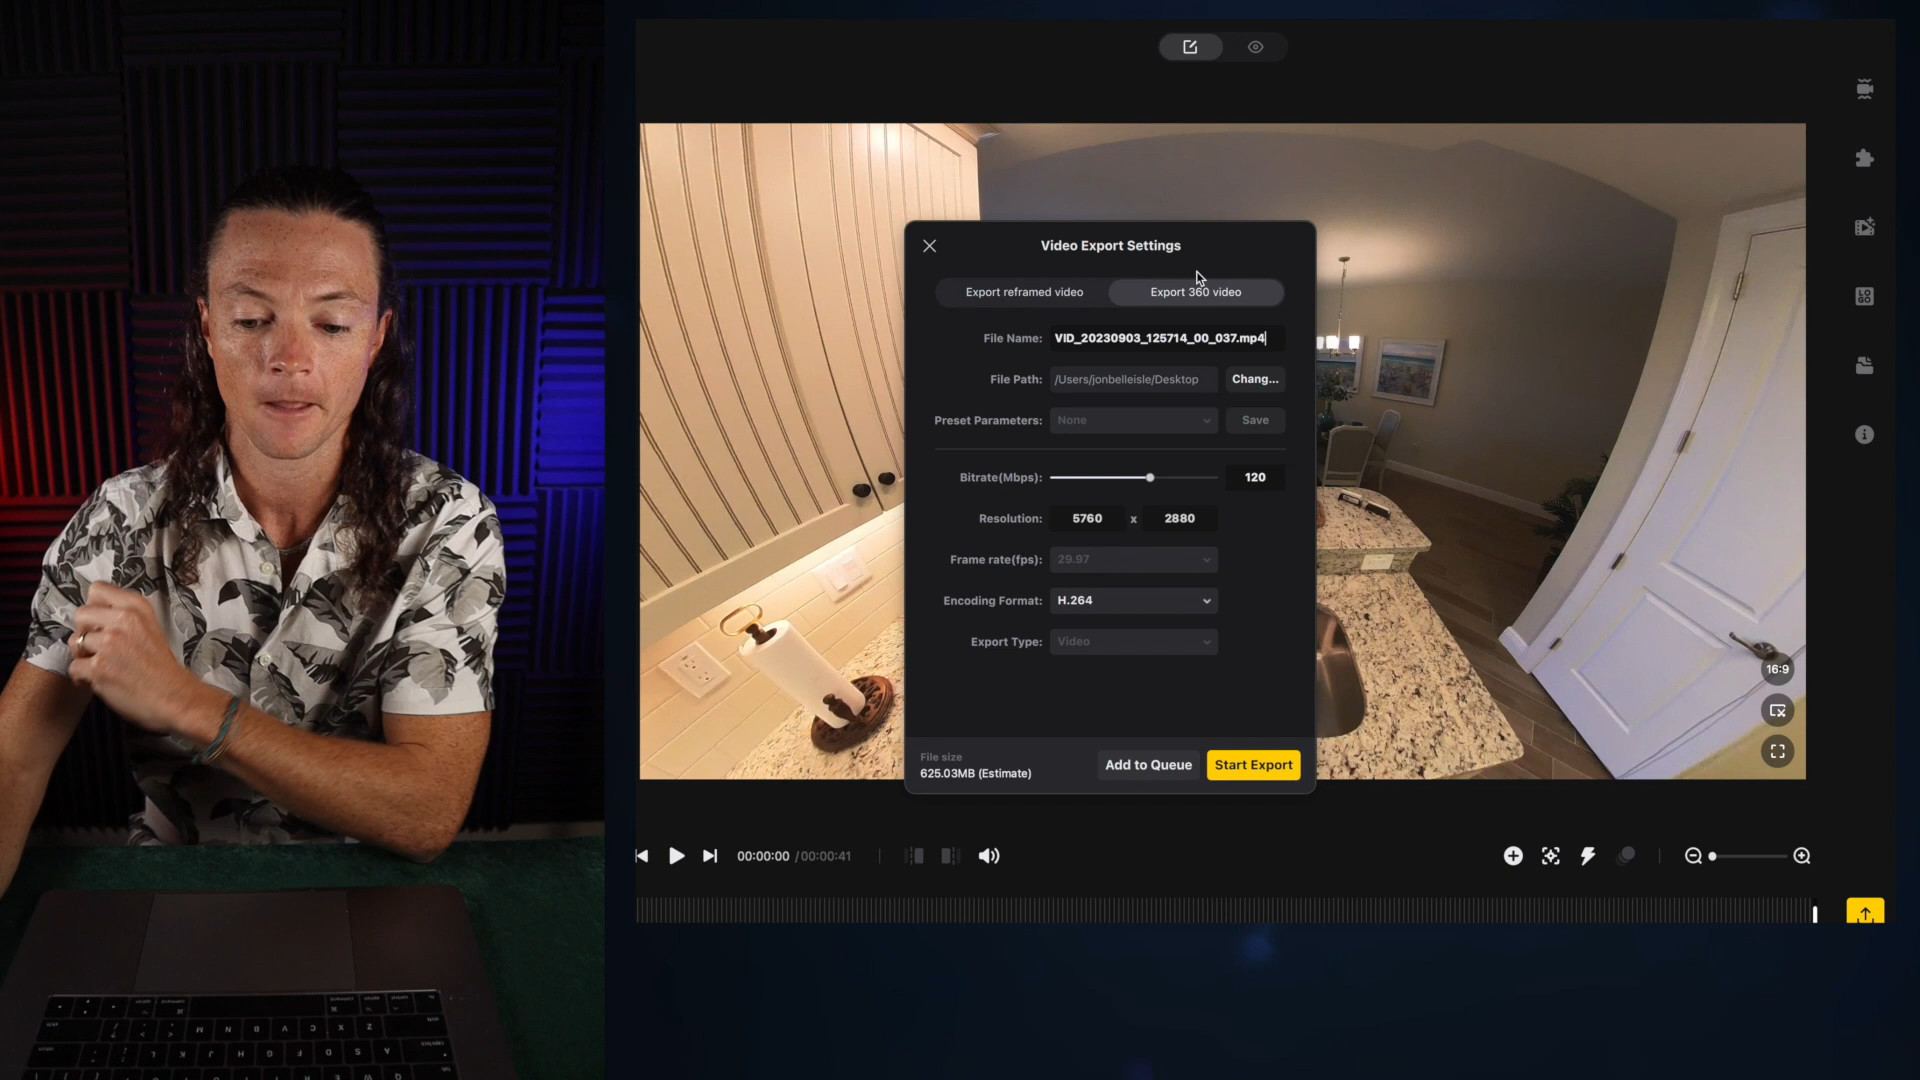 Video Export Settings
Export reframed video
Export 360 video
File Name: VID_20230903_125714_00_037.mp4
File Path: /Users/jonbelleisle/Desktop Chang...
Preset Parameters: None Save
Bitrate(Mbps): 120
Resolution: 5760 x 2880
Frame rate(fps): 29.97
Encoding Format: H.264
Export Type: Video
File size
625.03MB (Estimate)
Add to Queue
Start Export
LO
GO
16:9
00:00:00 / 00:00:41
M N B V C X Z
L K J H G F D S A